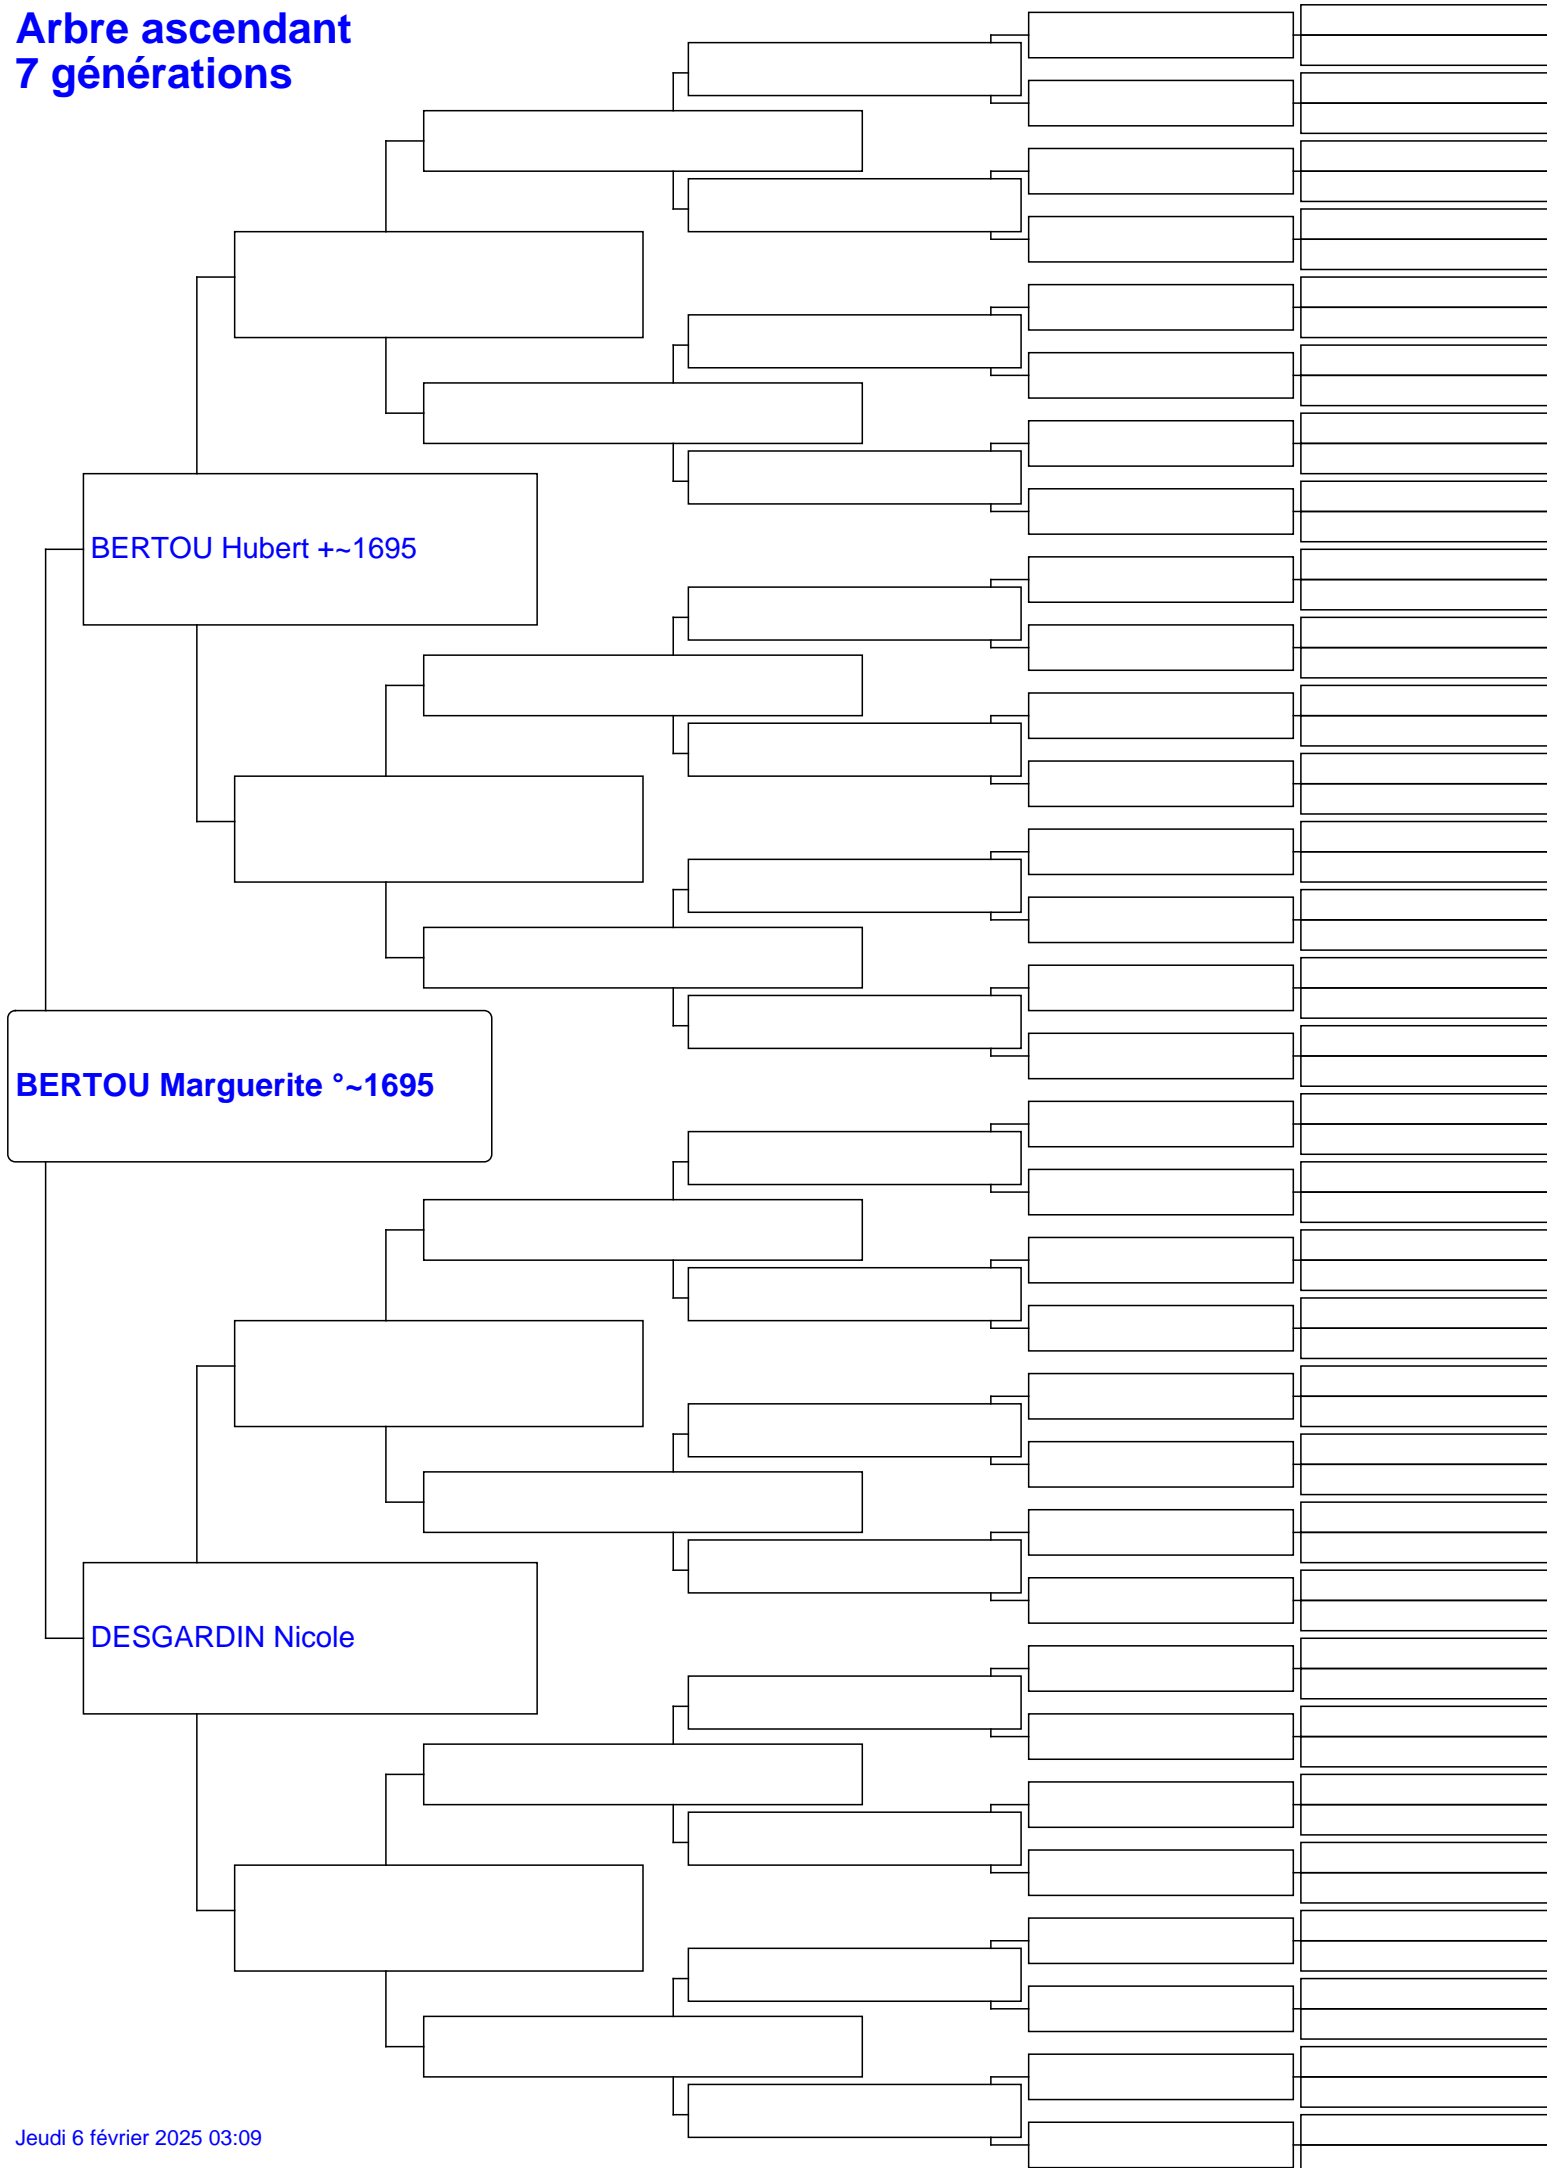 Arbre ascendant
7 générations
BERTOU Hubert +~1695
BERTOU Marguerite °~1695
DESGARDIN Nicole
Jeudi 6 février 2025 03:09